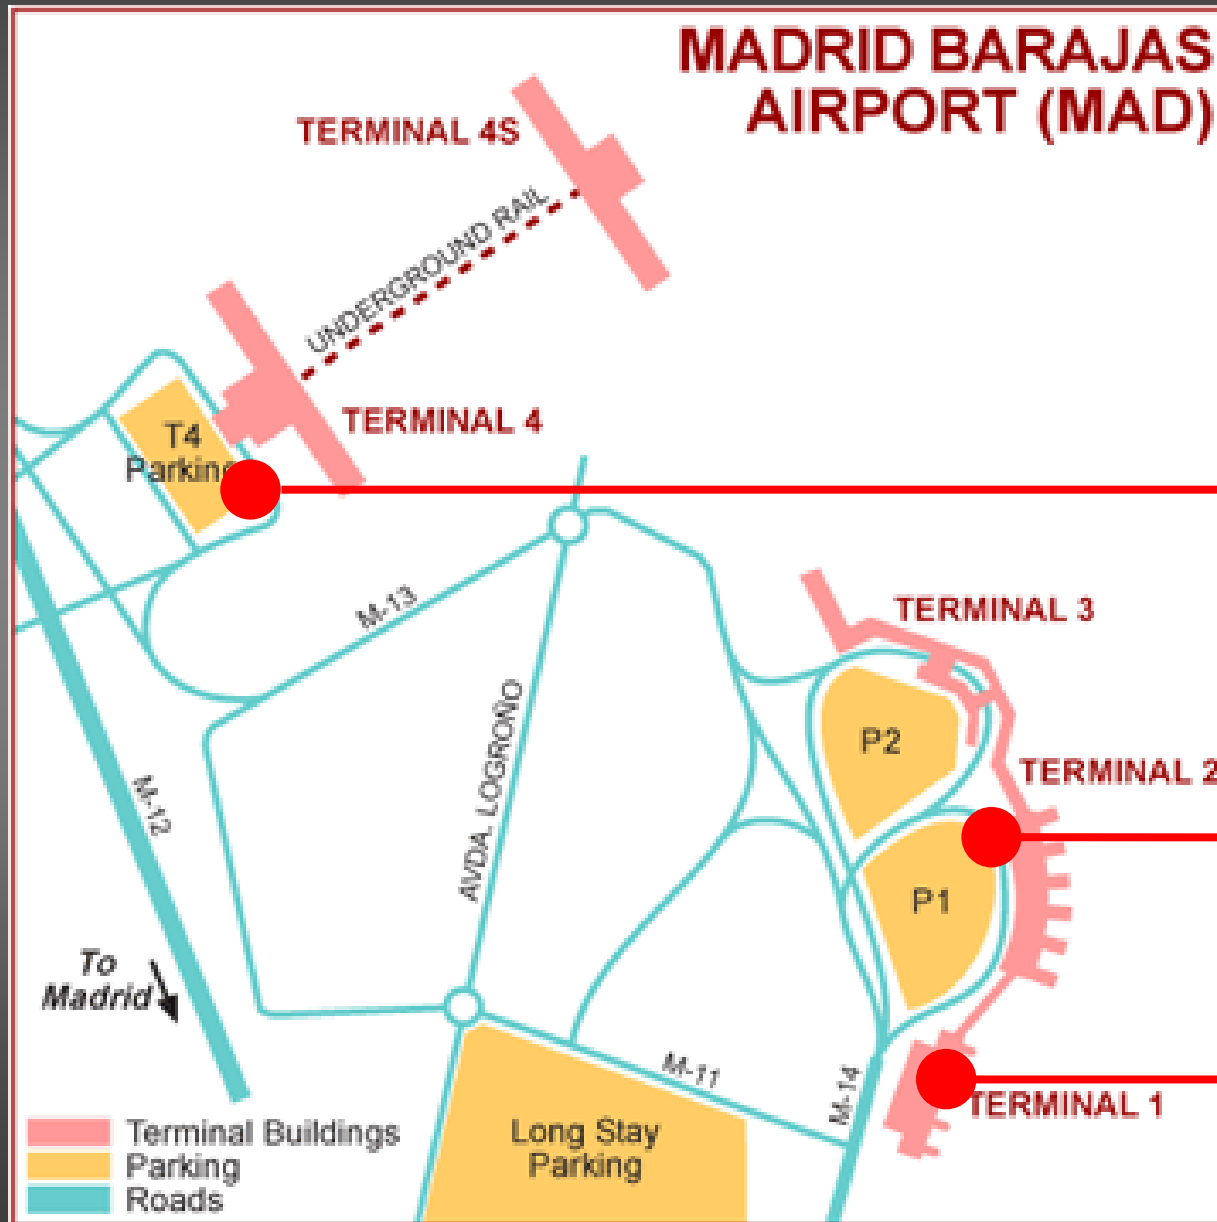 MADRID BARAJAS
AIRPORT (MAD)
TERMINAL 4S
UNDERGROUND RAIL
TERMINAL 4
T4
Parking
M-13
TERMINAL 3
AVDA. LOGROÑO
P2
TERMINAL 2
M-12
P1
To
Madrid
M-11
M-14
TERMINAL 1
Terminal Buildings
Parking
Roads
Long Stay
Parking